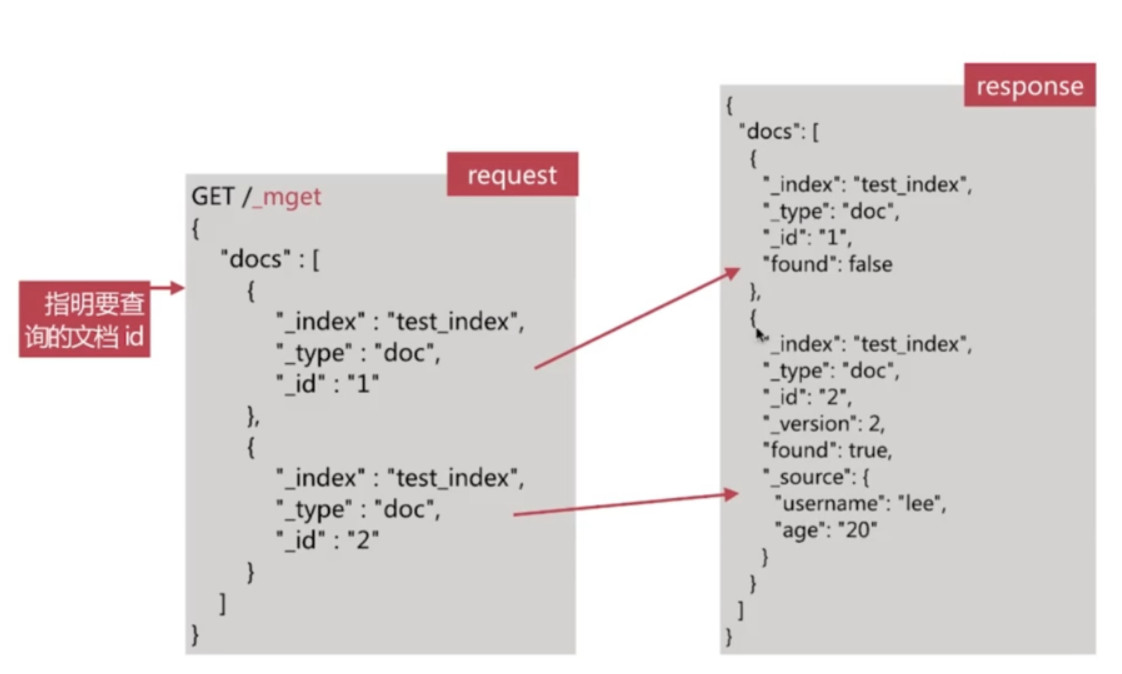 指明要查
询的文档 id
request
GET /_mget
{
"docs" : [
{
"_index" : "test_index",
"_type" : "doc",
"_id" : "1"
},
{
"_index" : "test_index",
"_type" : "doc",
"_id" : "2"
}
]
}
response
{
"docs": [
{
"_index": "test_index",
"_type": "doc",
"_id": "1",
"found": false
},
{
"_index": "test_index",
"_type": "doc",
"_id": "2",
"_version": 2,
"found": true,
"_source": {
"username": "lee",
"age": "20"
}
}
]
}